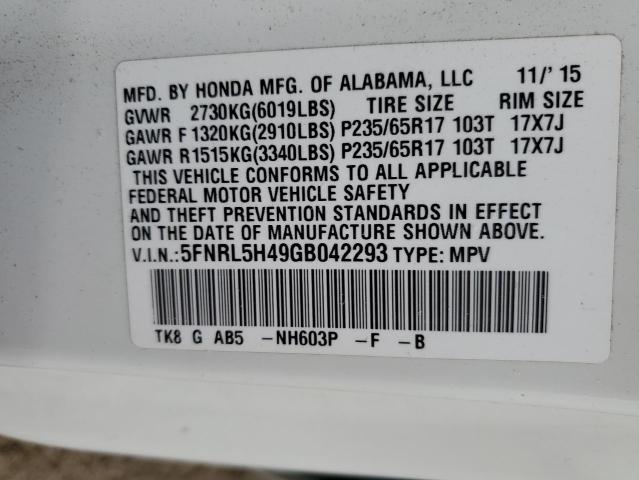 MFD. BY HONDA MFG. OF ALABAMA, LLC 11/'15
GVWR 2730KG(6019LBS) TIRE SIZE RIM SIZE
GAWR F 1320KG(2910LBS) P235/65R17 103T 17X7J
GAWR R1515KG(3340LBS) P235/65R17 103T 17X7J
THIS VEHICLE CONFORMS TO ALL APPLICABLE
FEDERAL MOTOR VEHICLE SAFETY
AND THEFT PREVENTION STANDARDS IN EFFECT
ON THE DATE OF MANUFACTURE SHOWN ABOVE.
V.I.N.:5FNRL5H49GB042293 TYPE: MPV
TK8 G AB5 -NH603P -F -B